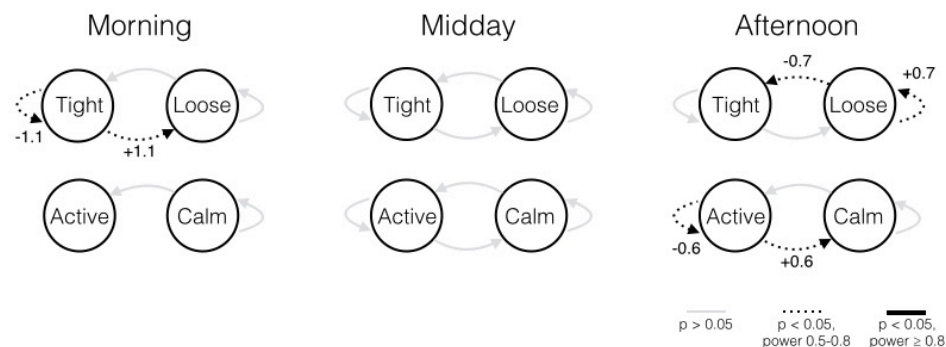 Morning Midday Afternoon
-0.7
+0.7
Tight Loose Tight Loose Tight Loose
-1.1
+1.1
Active Calm Active Calm Active Calm
-0.6
+0.6
p > 0.05 p < 0.05, p < 0.05,
power 0.5-0.8 power ≥ 0.8